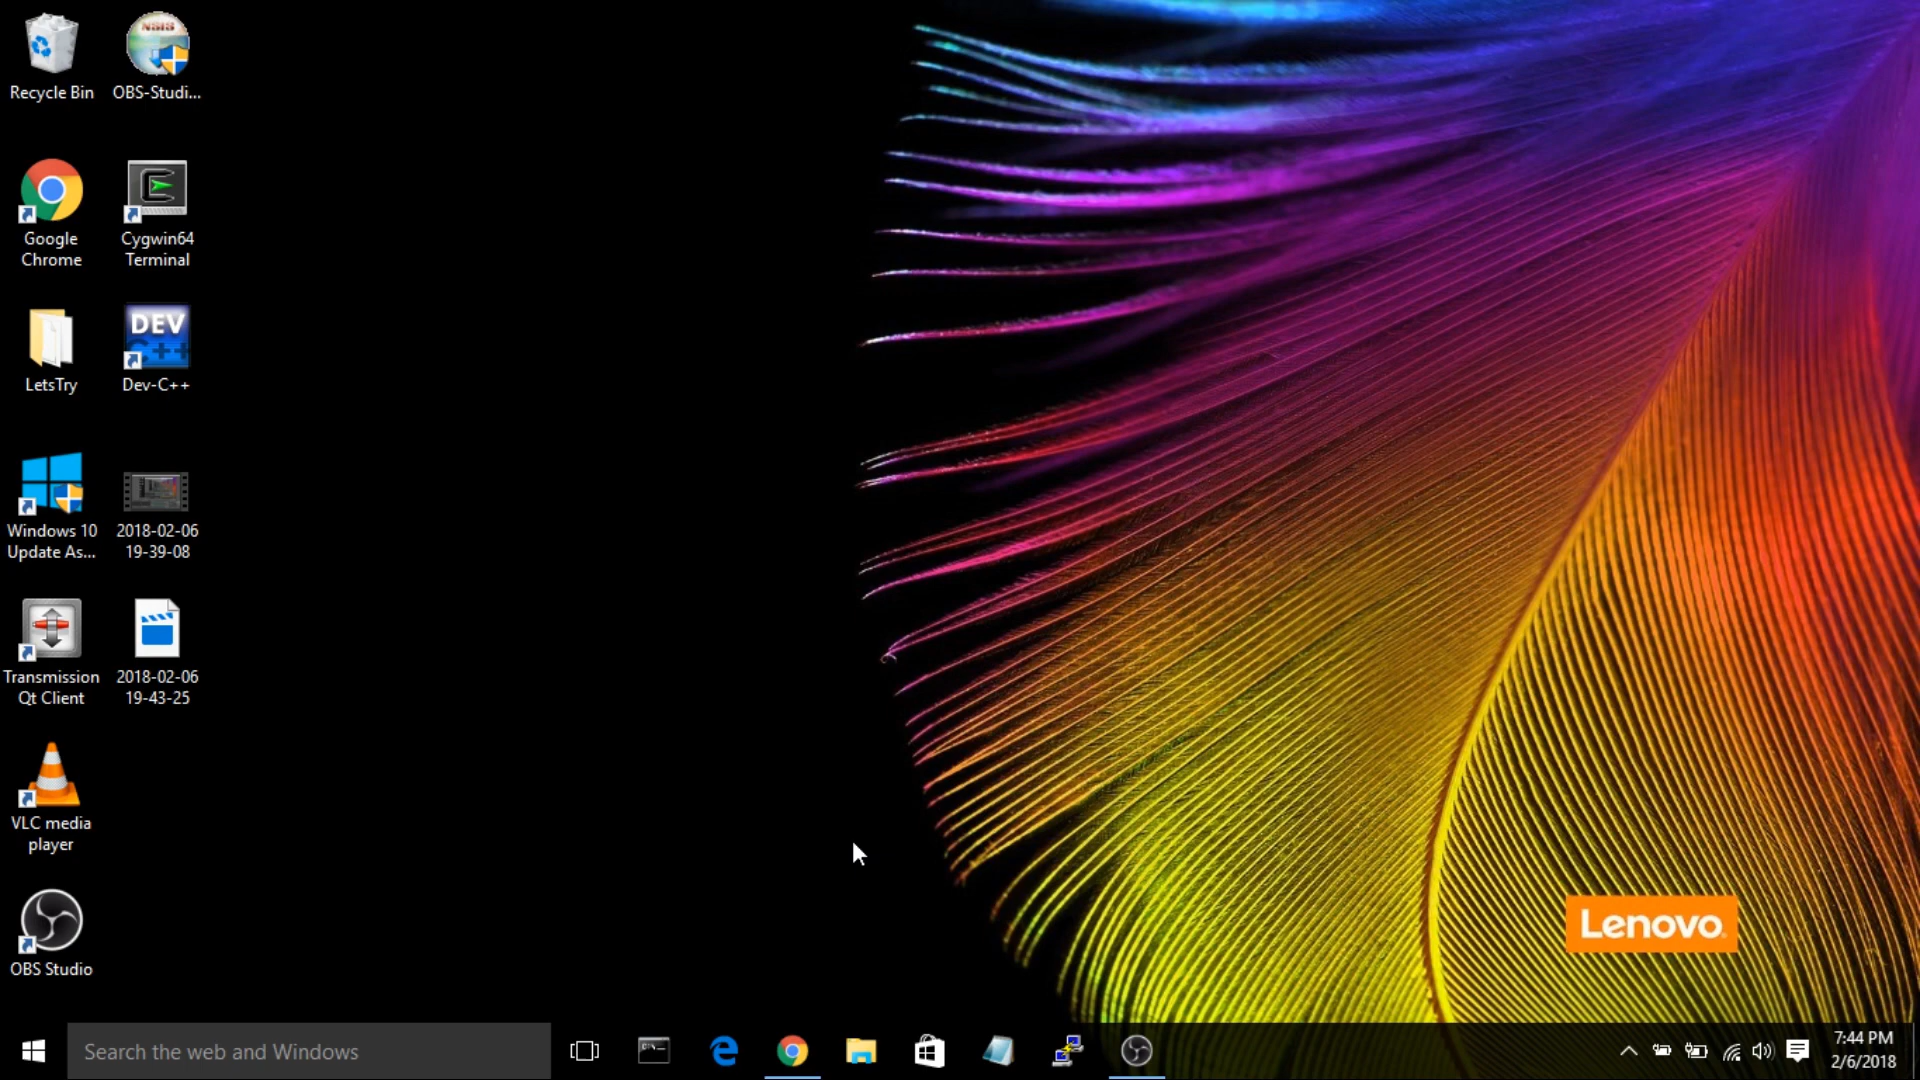 Recycle Bin
OBS-Studi...
Google
Chrome
Cygwin64
Terminal
LetsTry
DEV
C++
Dev-C++
Windows 10
Update As...
2018-02-06
19-39-08
Transmission
Qt Client
2018-02-06
19-43-25
VLC media
player
OBS Studio
NSIS
Lenovo
Search the web and Windows
7:44 PM
2/6/2018